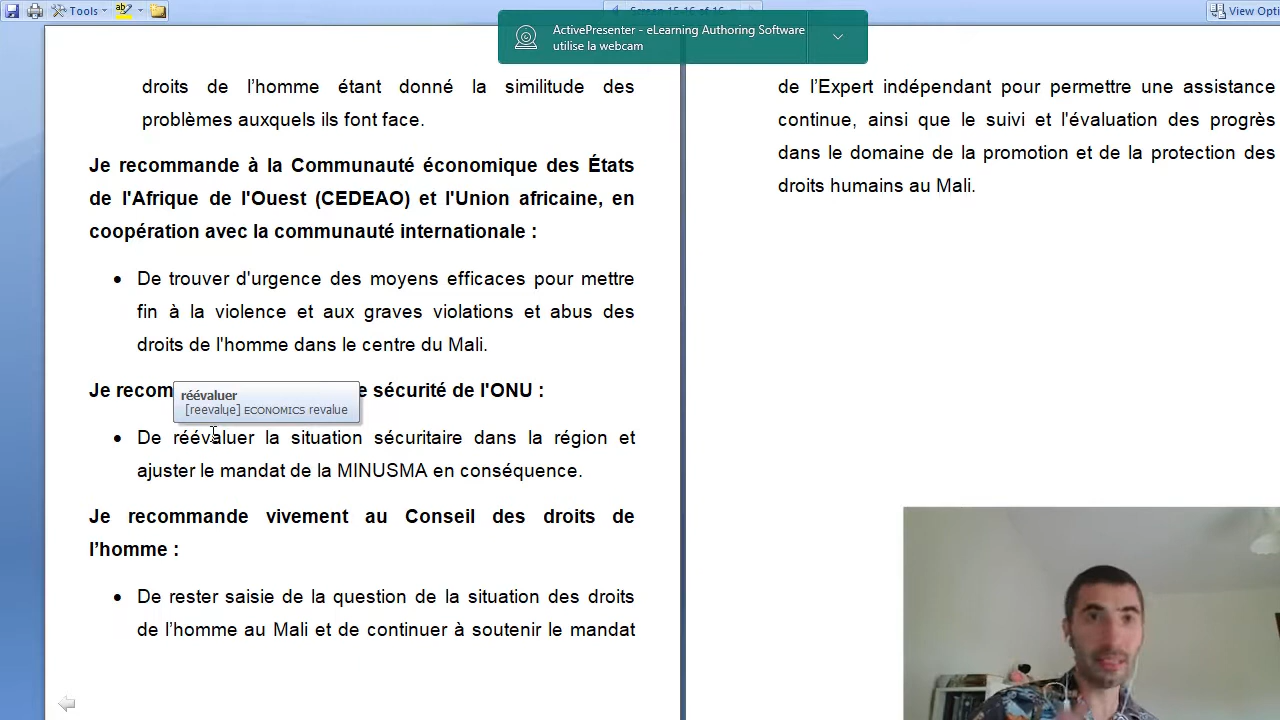 Tools
Screen 15-16 of 16
View Opti
ActivePresenter - eLearning Authoring Software
utilise la webcam
droits de l’homme étant donné la similitude des
problèmes auxquels ils font face.
Je recommande à la Communauté économique des États
de l'Afrique de l'Ouest (CEDEAO) et l'Union africaine, en
coopération avec la communauté internationale :
• De trouver d'urgence des moyens efficaces pour mettre
fin à la violence et aux graves violations et abus des
droits de l'homme dans le centre du Mali.
Je recom
réévaluer
[reevalɥe] ECONOMICS revalue
e sécurité de l'ONU :
• De réévaluer la situation sécuritaire dans la région et
ajuster le mandat de la MINUSMA en conséquence.
Je recommande vivement au Conseil des droits de
l’homme :
• De rester saisie de la question de la situation des droits
de l’homme au Mali et de continuer à soutenir le mandat
de l’Expert indépendant pour permettre une assistance
continue, ainsi que le suivi et l'évaluation des progrès
dans le domaine de la promotion et de la protection des
droits humains au Mali.